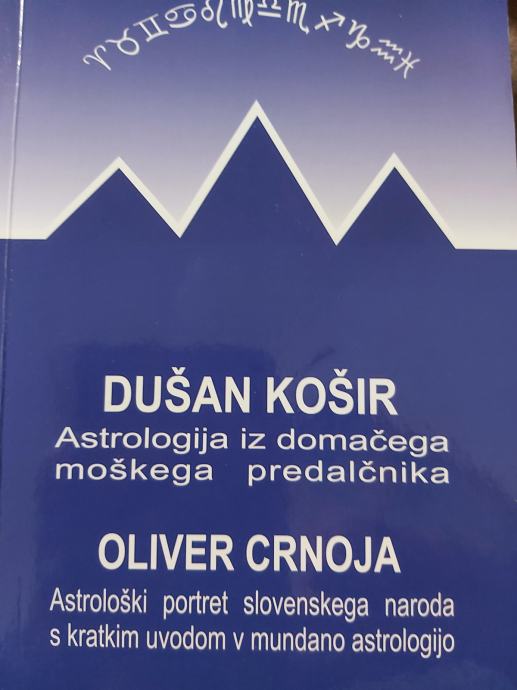 ♈♉♊♋♌♍♎♏♐♑♒♓
DUŠAN KOŠIR
Astrologija iz domačega
moškega predalčnika
OLIVER CRNOJA
Astrološki portret slovenskega naroda
s kratkim uvodom v mundano astrologijo